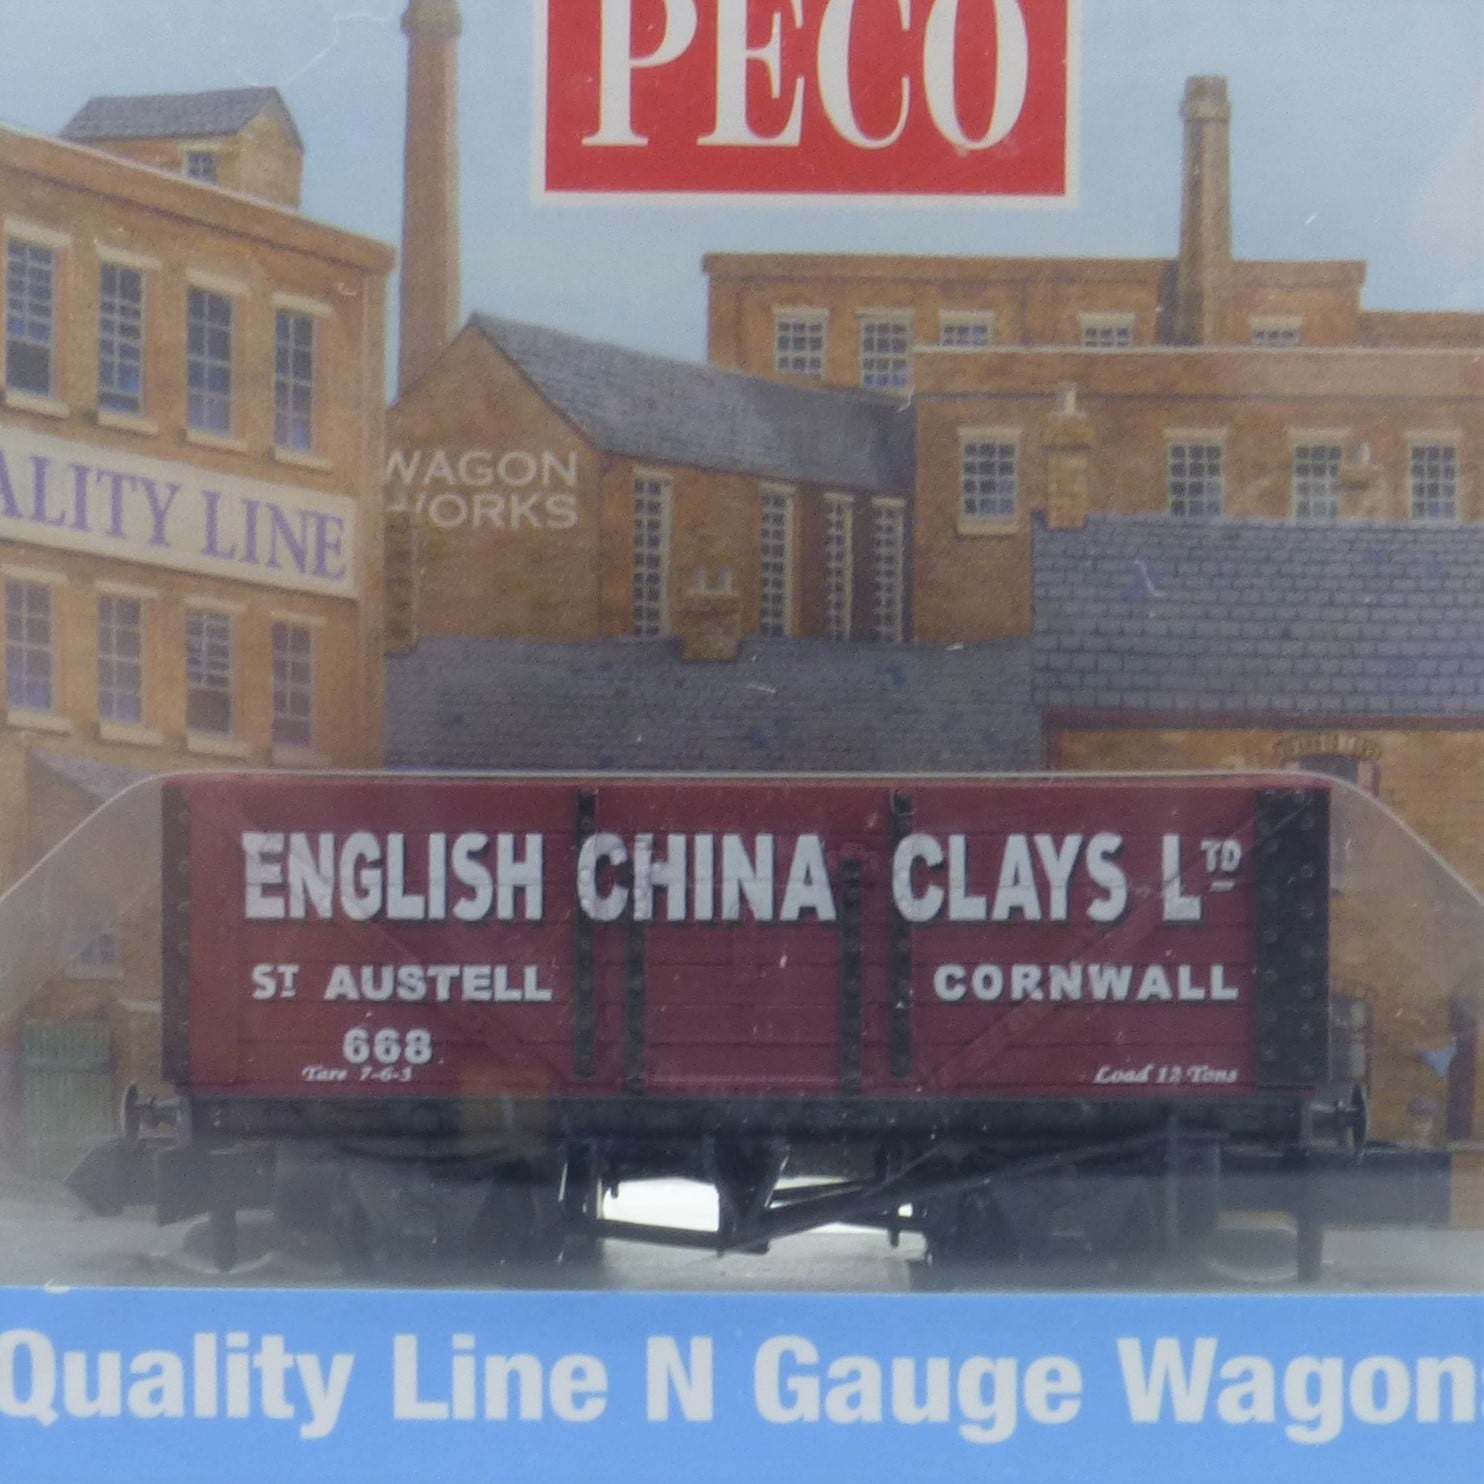 PECO
WAGON
WORKS
ALITY LINE
ENGLISH CHINA CLAYS LTD
ST AUSTELL CORNWALL
668
Tare 7-6-3 Load 12 Tons
Quality Line N Gauge Wagon